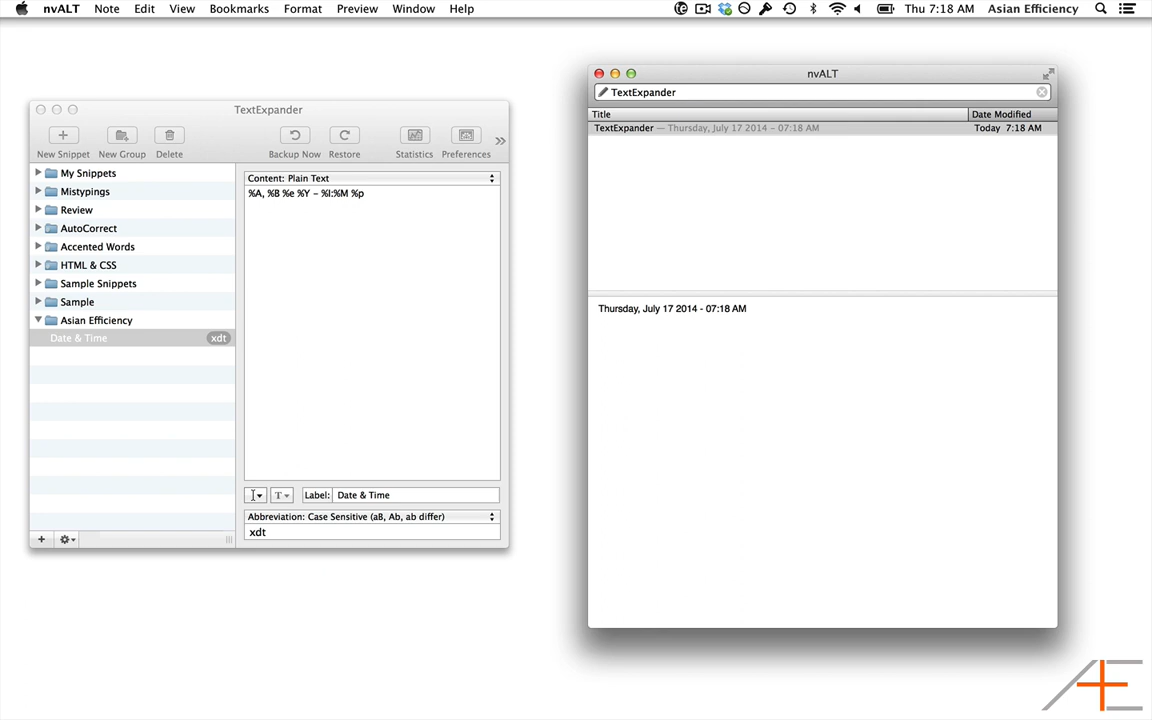 nvALT Note Edit View Bookmarks Format Preview Window Help Thu 7:18 AM Asian Efficiency
TextExpander
New Snippet New Group Delete Backup Now Restore Statistics Preferences
My Snippets
Mistypings
Review
AutoCorrect
Accented Words
HTML & CSS
Sample Snippets
Sample
Asian Efficiency
Date & Time xdt
Content: Plain Text
%A, %B %e %Y - %I:%M %p
Label: Date & Time
Abbreviation: Case Sensitive (aB, Ab, ab differ)
xdt
nvALT
TextExpander
Title Date Modified
TextExpander — Thursday, July 17 2014 - 07:18 AM Today 7:18 AM
Thursday, July 17 2014 - 07:18 AM
AE